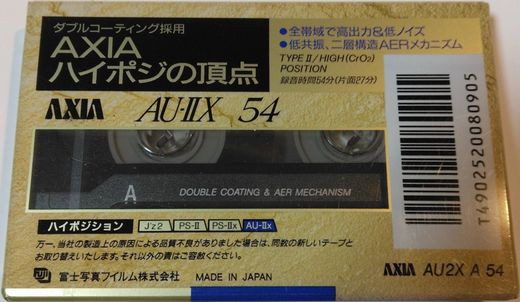 ダブルコーティング採用
AXIA
ハイポジの頂点
●全帯域で高出力&低ノイズ
●低共振、二層構造AERメカニズム
TYPE II/HIGH(CrO₂)
POSITION
録音時間54分(片面27分)
AXIA AU-IIX 54
A DOUBLE COATING & AER MECHANISM
T4902520080905
ハイポジション J'z2 PS-II PS-IIx AU-IIx
万一、当社の製造上の原因による品質不良がありました場合は、同数の新しいテープと
お取り替えいたします。それ以外の責はご容赦ください。
富士写真フイルム株式会社 MADE IN JAPAN
AXIA AU2X A 54